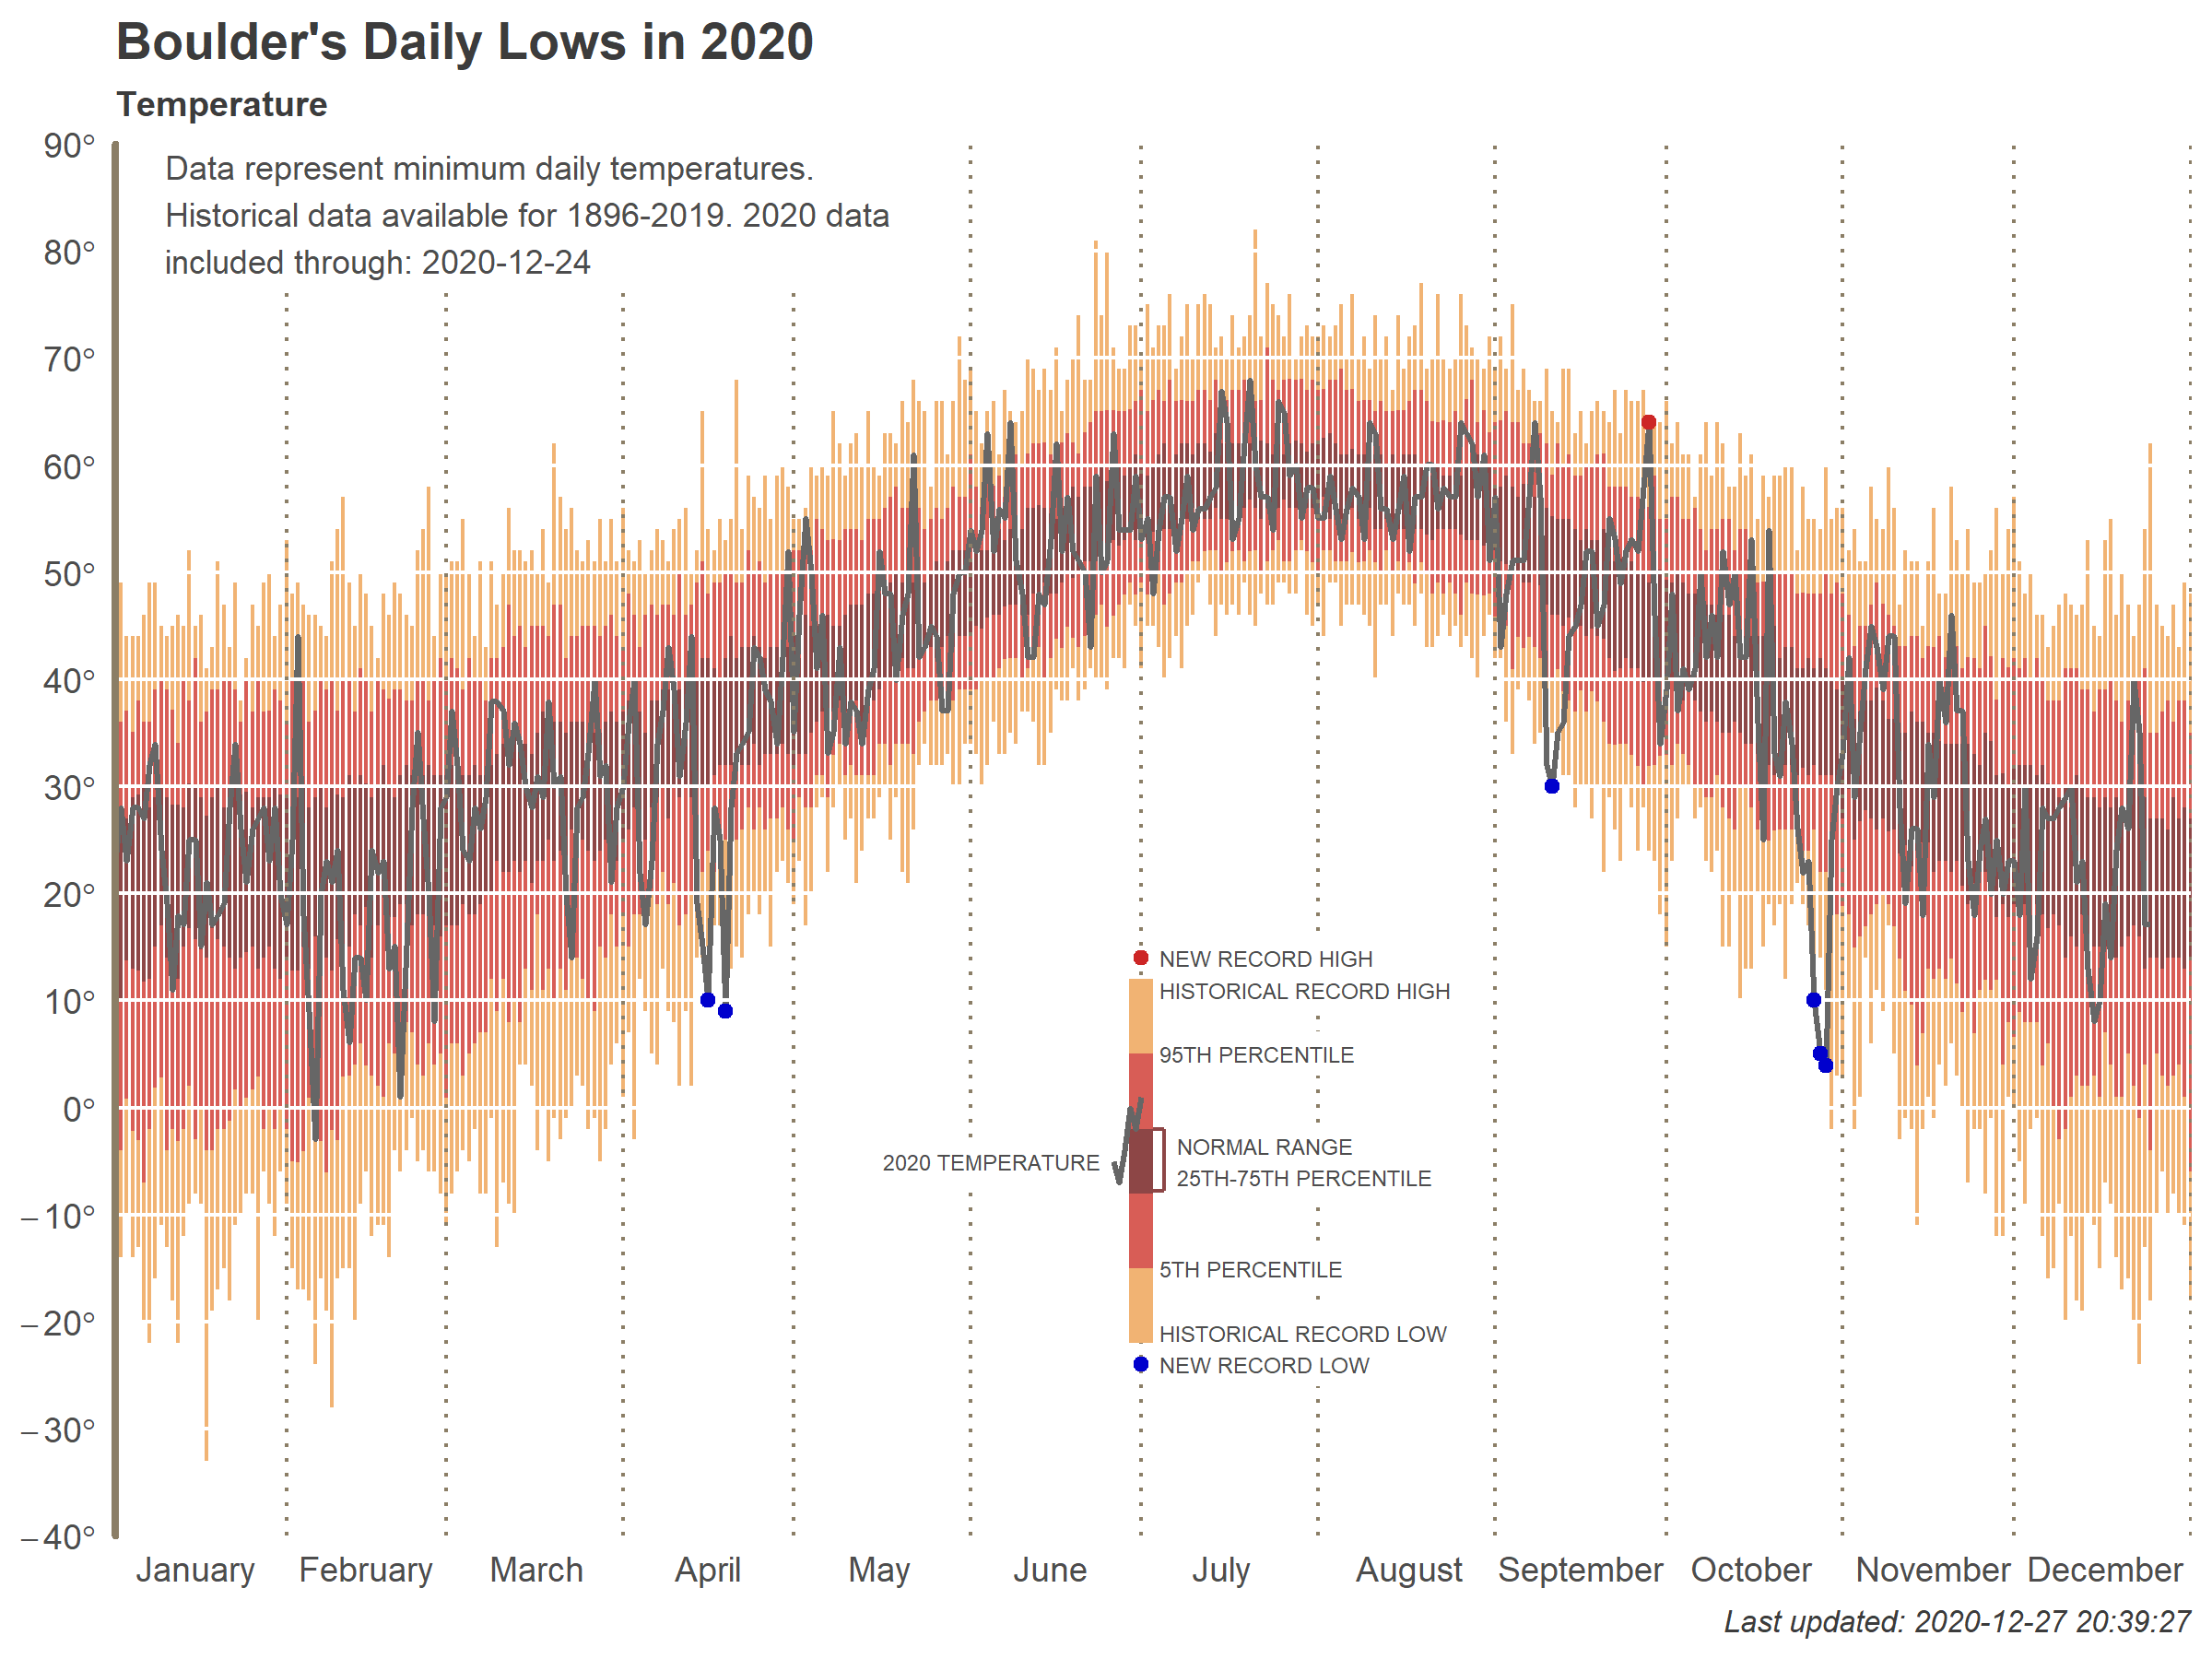 Boulder's Daily Lows in 2020
Temperature
90°
Data represent minimum daily temperatures.
Historical data available for 1896-2019. 2020 data
included through: 2020-12-24
80°
70°
60°
50°
40°
30°
20°
10°
0°
−10°
−20°
−30°
−40°
NEW RECORD HIGH
HISTORICAL RECORD HIGH
95TH PERCENTILE
2020 TEMPERATURE
NORMAL RANGE
25TH-75TH PERCENTILE
5TH PERCENTILE
HISTORICAL RECORD LOW
NEW RECORD LOW
January February March April May June July August September October November December
Last updated: 2020-12-27 20:39:27